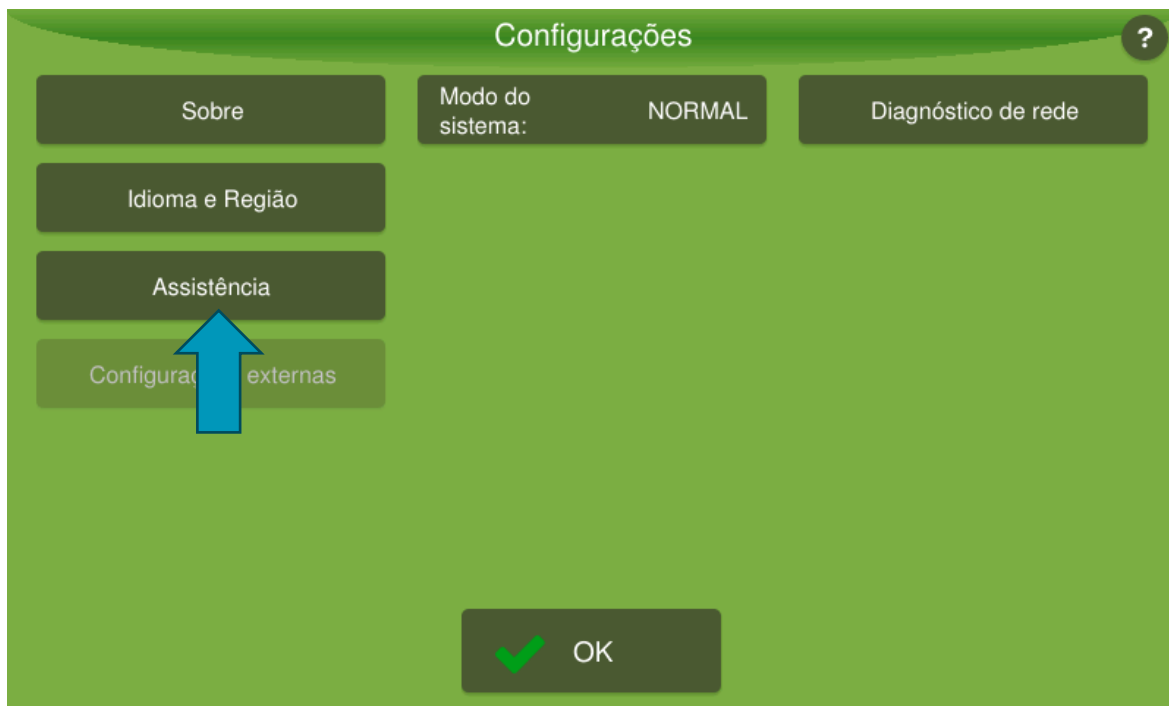 Configurações
?
Sobre
Modo do
sistema:
NORMAL
Diagnóstico de rede
Idioma e Região
Assistência
externas
OK